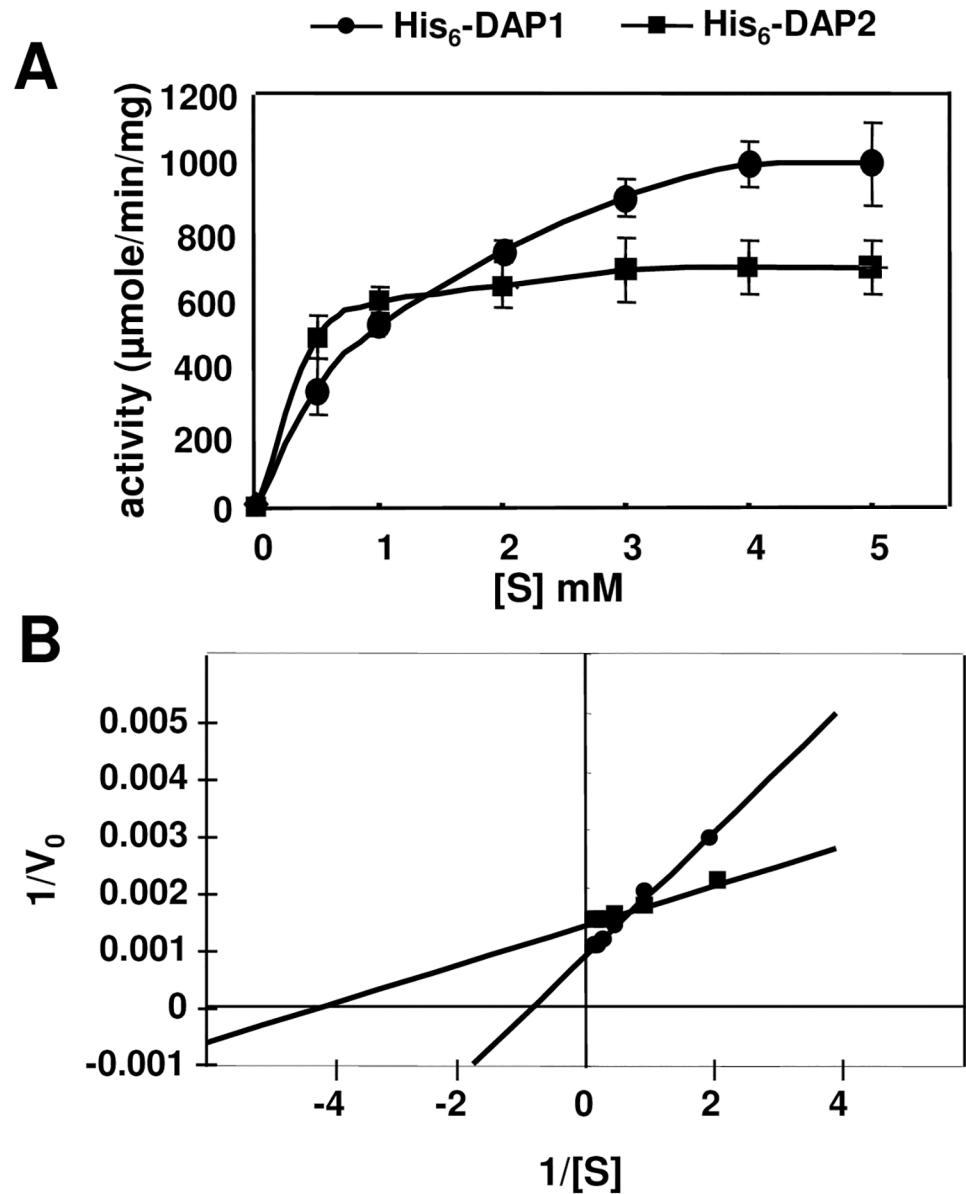 His6-DAP1 His6-DAP2
A
activity (µmole/min/mg)
1200
1000
800
600
400
200
0
0 1 2 3 4 5
[S] mM
B
1/V0
0.005
0.004
0.003
0.002
0.001
0
-0.001
-4 -2 0 2 4
1/[S]